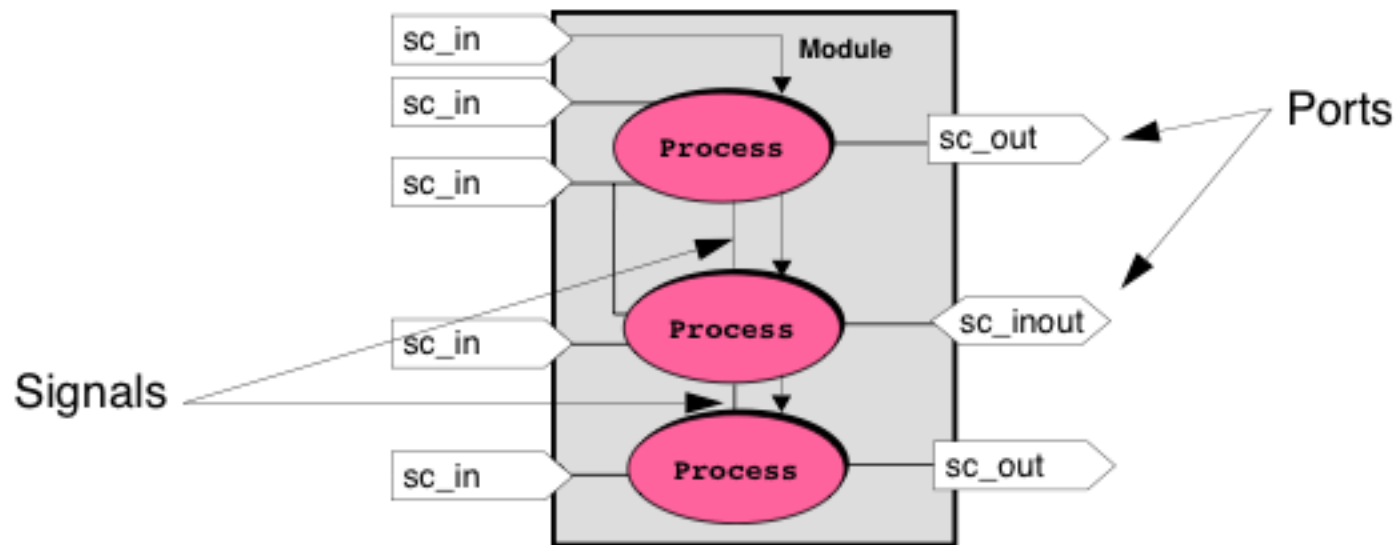 sc_in
Module
sc_in
Ports
Process
sc_out
sc_in
sc_in
Process
sc_inout
Signals
sc_in
Process
sc_out